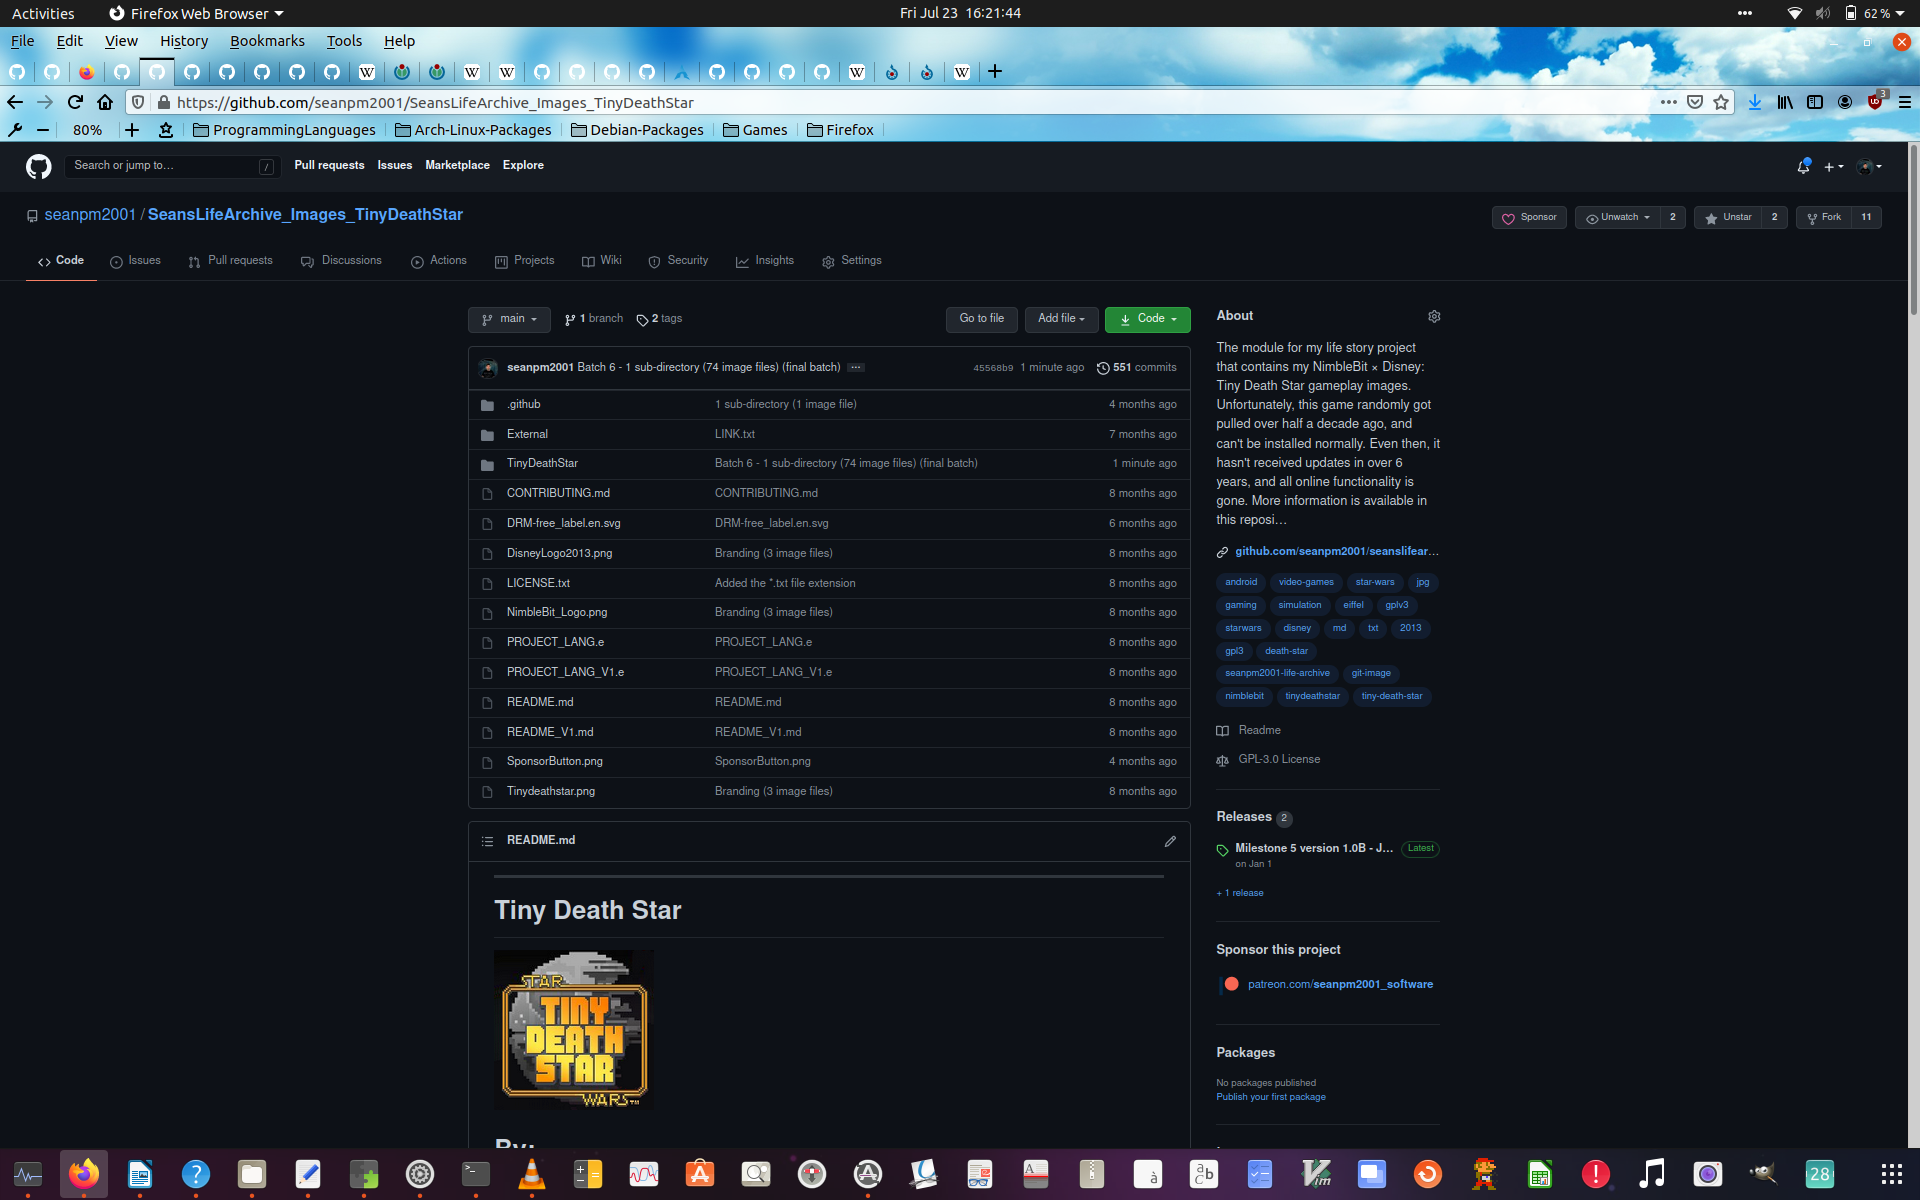 Activities
Firefox Web Browser
Fri Jul 23 16:21:44
62 %
File Edit View History Bookmarks Tools Help
https://github.com/seanpm2001/SeansLifeArchive_Images_TinyDeathStar
3
80%
ProgrammingLanguages
Arch-Linux-Packages
Debian-Packages
Games
Firefox
Search or jump to…
/
Pull requests Issues Marketplace Explore
seanpm2001 / SeansLifeArchive_Images_TinyDeathStar
Sponsor
Unwatch 2
Unstar 2
Fork 11
Code
Issues
Pull requests
Discussions
Actions
Projects
Wiki
Security
Insights
Settings
main
1 branch
2 tags
Go to file
Add file
Code
seanpm2001 Batch 6 - 1 sub-directory (74 image files) (final batch) ...
45568b9 1 minute ago
551 commits
.github 1 sub-directory (1 image file) 4 months ago
External LINK.txt 7 months ago
TinyDeathStar Batch 6 - 1 sub-directory (74 image files) (final batch) 1 minute ago
CONTRIBUTING.md CONTRIBUTING.md 8 months ago
DRM-free_label.en.svg DRM-free_label.en.svg 6 months ago
DisneyLogo2013.png Branding (3 image files) 8 months ago
LICENSE.txt Added the *.txt file extension 8 months ago
NimbleBit_Logo.png Branding (3 image files) 8 months ago
PROJECT_LANG.e PROJECT_LANG.e 8 months ago
PROJECT_LANG_V1.e PROJECT_LANG_V1.e 8 months ago
README.md README.md 8 months ago
README_V1.md README_V1.md 8 months ago
SponsorButton.png SponsorButton.png 4 months ago
Tinydeathstar.png Branding (3 image files) 8 months ago
README.md
Tiny Death Star
STAR
TINY
DEATH
STAR
WARS™
By:
About
The module for my life story project
that contains my NimbleBit × Disney:
Tiny Death Star gameplay images.
Unfortunately, this game randomly got
pulled over half a decade ago, and
can't be installed normally. Even then, it
hasn't received updates in over 6
years, and all online functionality is
gone. More information is available in
this reposi…
github.com/seanpm2001/seanslifear…
android video-games star-wars jpg
gaming simulation eiffel gplv3
starwars disney md txt 2013
gpl3 death-star
seanpm2001-life-archive git-image
nimblebit tinydeathstar tiny-death-star
Readme
GPL-3.0 License
Releases 2
Milestone 5 version 1.0B - J… Latest
on Jan 1
+ 1 release
Sponsor this project
patreon.com/seanpm2001_software
Packages
No packages published
Publish your first package
28